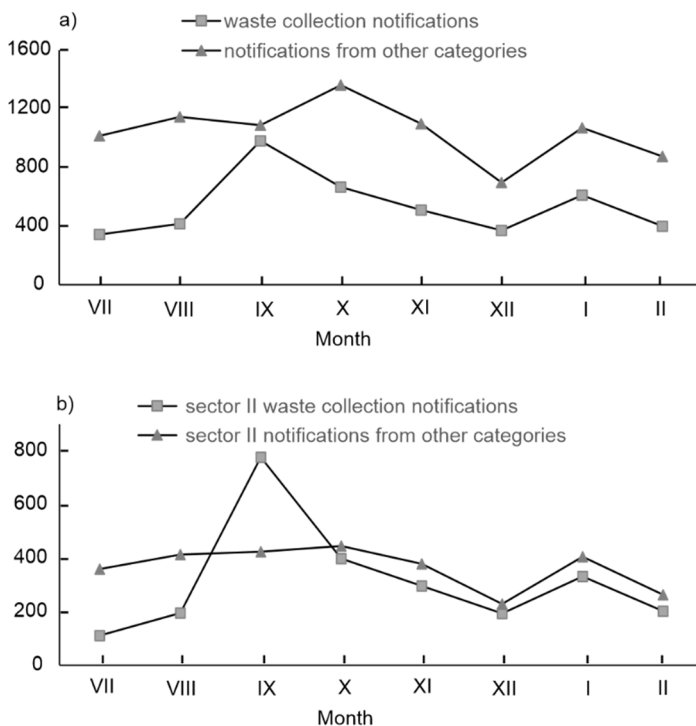 a)
waste collection notifications
notifications from other categories
1600
1200
800
400
0
VII VIII IX X XI XII I II
Month
b)
sector II waste collection notifications
sector II notifications from other categories
800
600
400
200
0
VII VIII IX X XI XII I II
Month